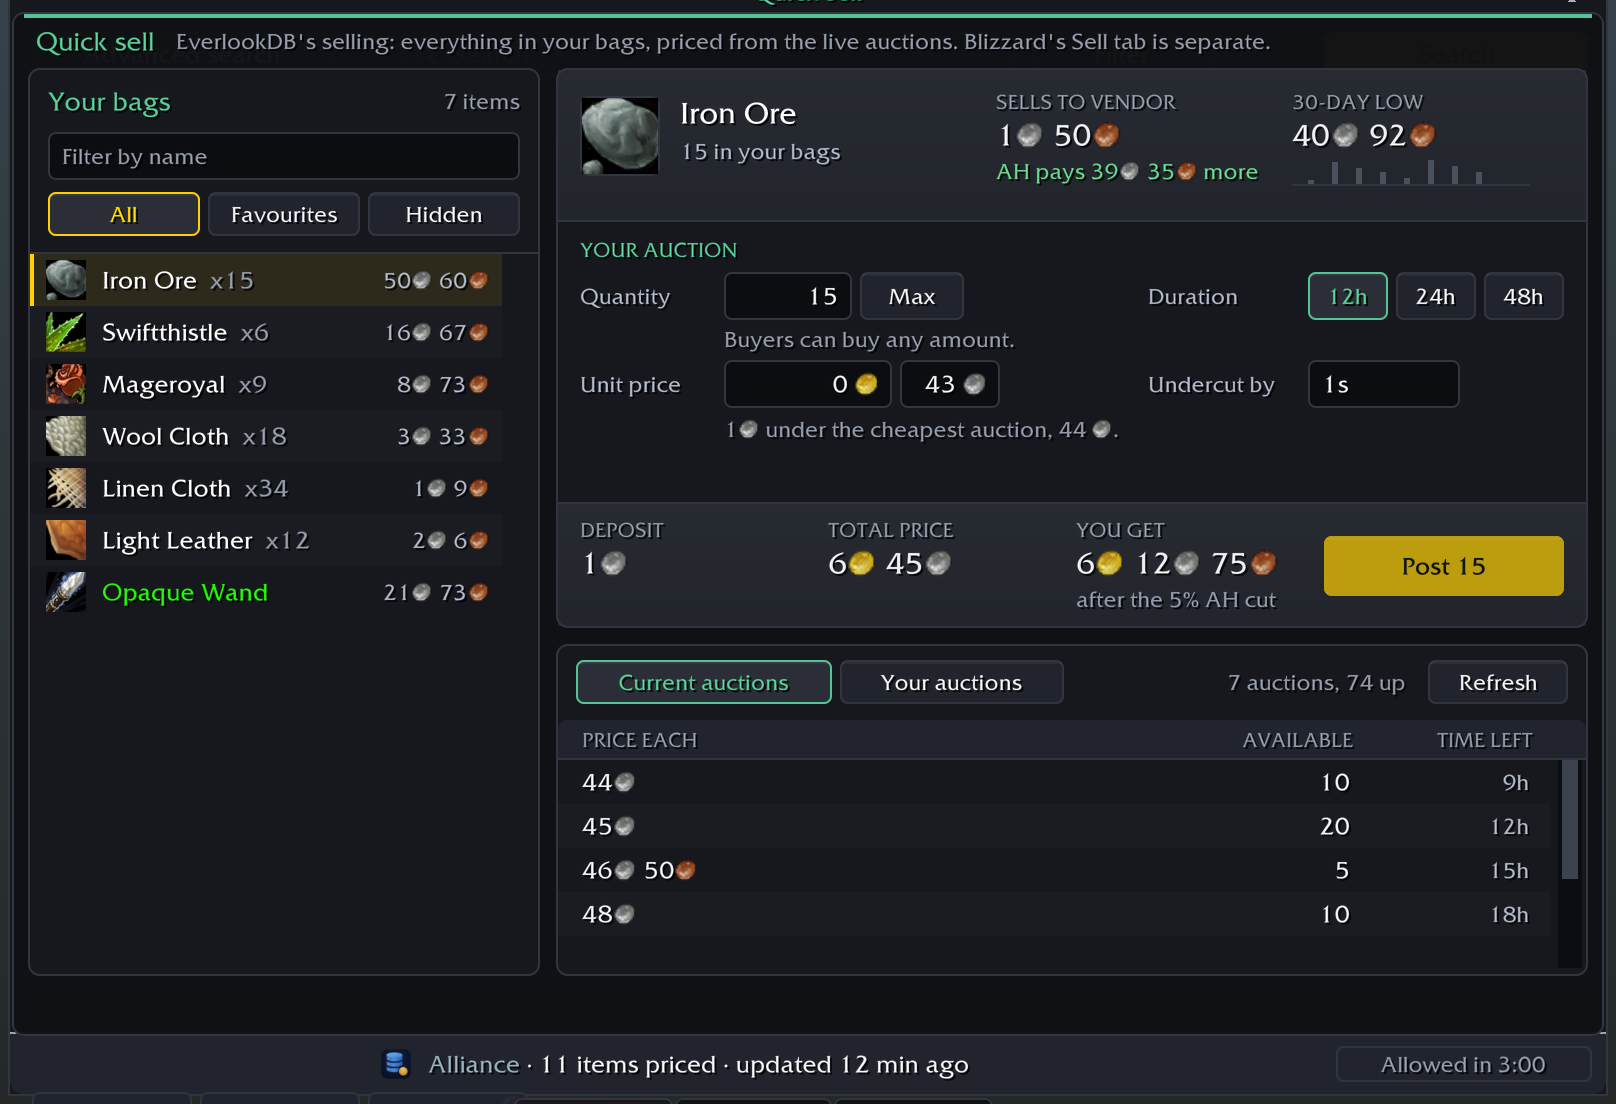 Quick sell
EverlookDB's selling: everything in your bags, priced from the live auctions. Blizzard's Sell tab is separate.
Your bags
7 items
Filter by name
All
Favourites
Hidden
Iron Ore x15 50 60
Swiftthistle x6 16 67
Mageroyal x9 8 73
Wool Cloth x18 3 33
Linen Cloth x34 1 9
Light Leather x12 2 6
Opaque Wand 21 73
Iron Ore
15 in your bags
SELLS TO VENDOR
1 50
AH pays 39 35 more
30-DAY LOW
40 92
YOUR AUCTION
Quantity 15 Max
Duration 12h 24h 48h
Buyers can buy any amount.
Unit price 0 43
Undercut by 1s
1 under the cheapest auction, 44 .
DEPOSIT
1
TOTAL PRICE
6 45
YOU GET
6 12 75
after the 5% AH cut
Post 15
Current auctions
Your auctions
7 auctions, 74 up
Refresh
PRICE EACH AVAILABLE TIME LEFT
44 10 9h
45 20 12h
46 50 5 15h
48 10 18h
Alliance · 11 items priced · updated 12 min ago
Allowed in 3:00